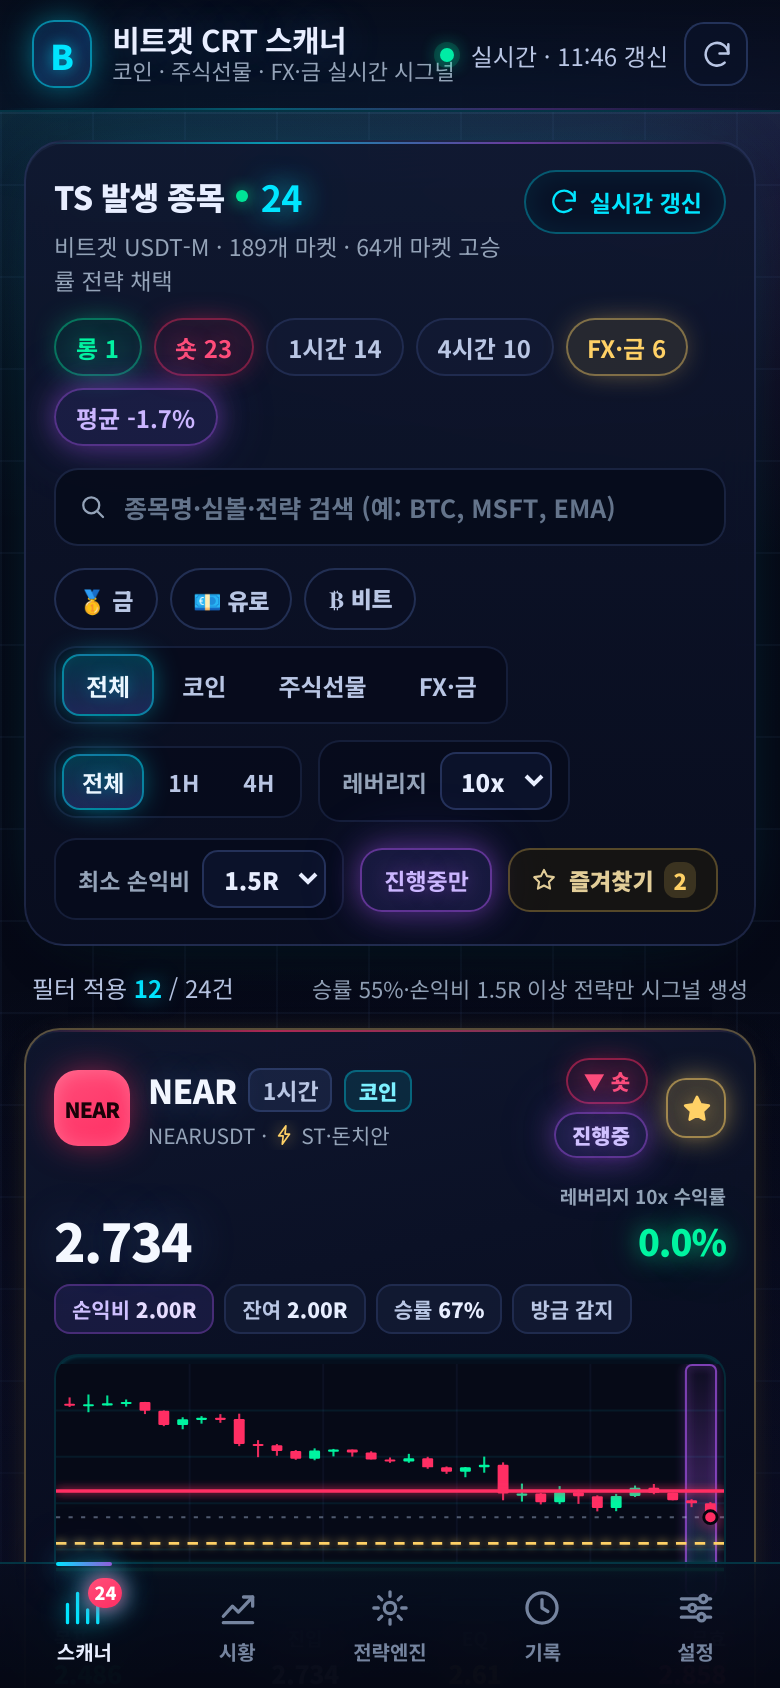 B
비트겟 CRT 스캐너
코인 · 주식선물 · FX·금 실시간 시그널
실시간 · 11:46 갱신
TS 발생 종목 • 24
실시간 갱신
비트겟 USDT-M · 189개 마켓 · 64개 마켓 고승
률 전략 채택
롱 1
숏 23
1시간 14
4시간 10
FX·금 6
평균 -1.7%
종목명·심볼·전략 검색 (예: BTC, MSFT, EMA)
🥇 금
💶 유로
₿ 비트
전체
코인
주식선물
FX·금
전체
1H
4H
레버리지
10x
최소 손익비
1.5R
진행중만
즐겨찾기 2
필터 적용 12 / 24건
승률 55%·손익비 1.5R 이상 전략만 시그널 생성
NEAR
NEAR
1시간
코인
▼ 숏
NEARUSDT · ⚡ ST·돈치안
진행중
레버리지 10x 수익률
2.734
0.0%
손익비 2.00R
잔여 2.00R
승률 67%
방금 감지
24
스캐너
시황
전략엔진
기록
설정
2.734
2.61